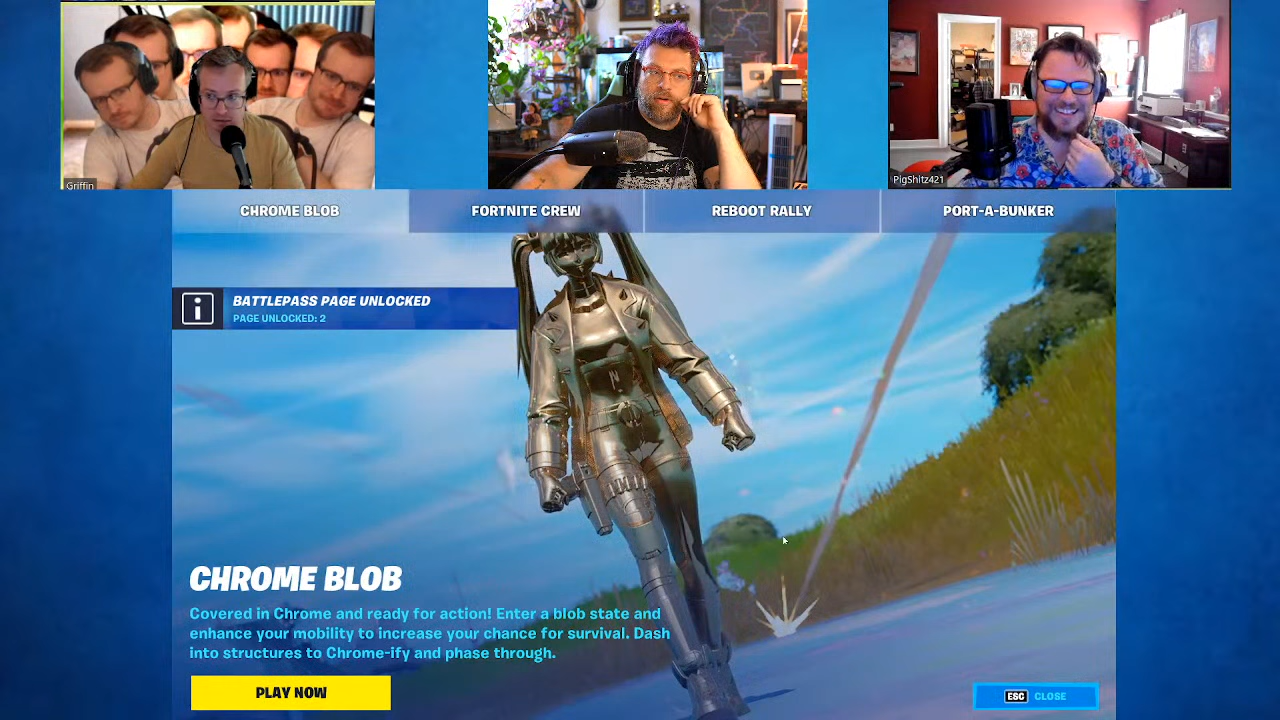 Griffin
PigShitz421
CHROME BLOB
FORTNITE CREW
REBOOT RALLY
PORT-A-BUNKER
BATTLEPASS PAGE UNLOCKED
PAGE UNLOCKED: 2
CHROME BLOB
Covered in Chrome and ready for action! Enter a blob state and
enhance your mobility to increase your chance for survival. Dash
into structures to Chrome-ify and phase through.
PLAY NOW
ESC CLOSE